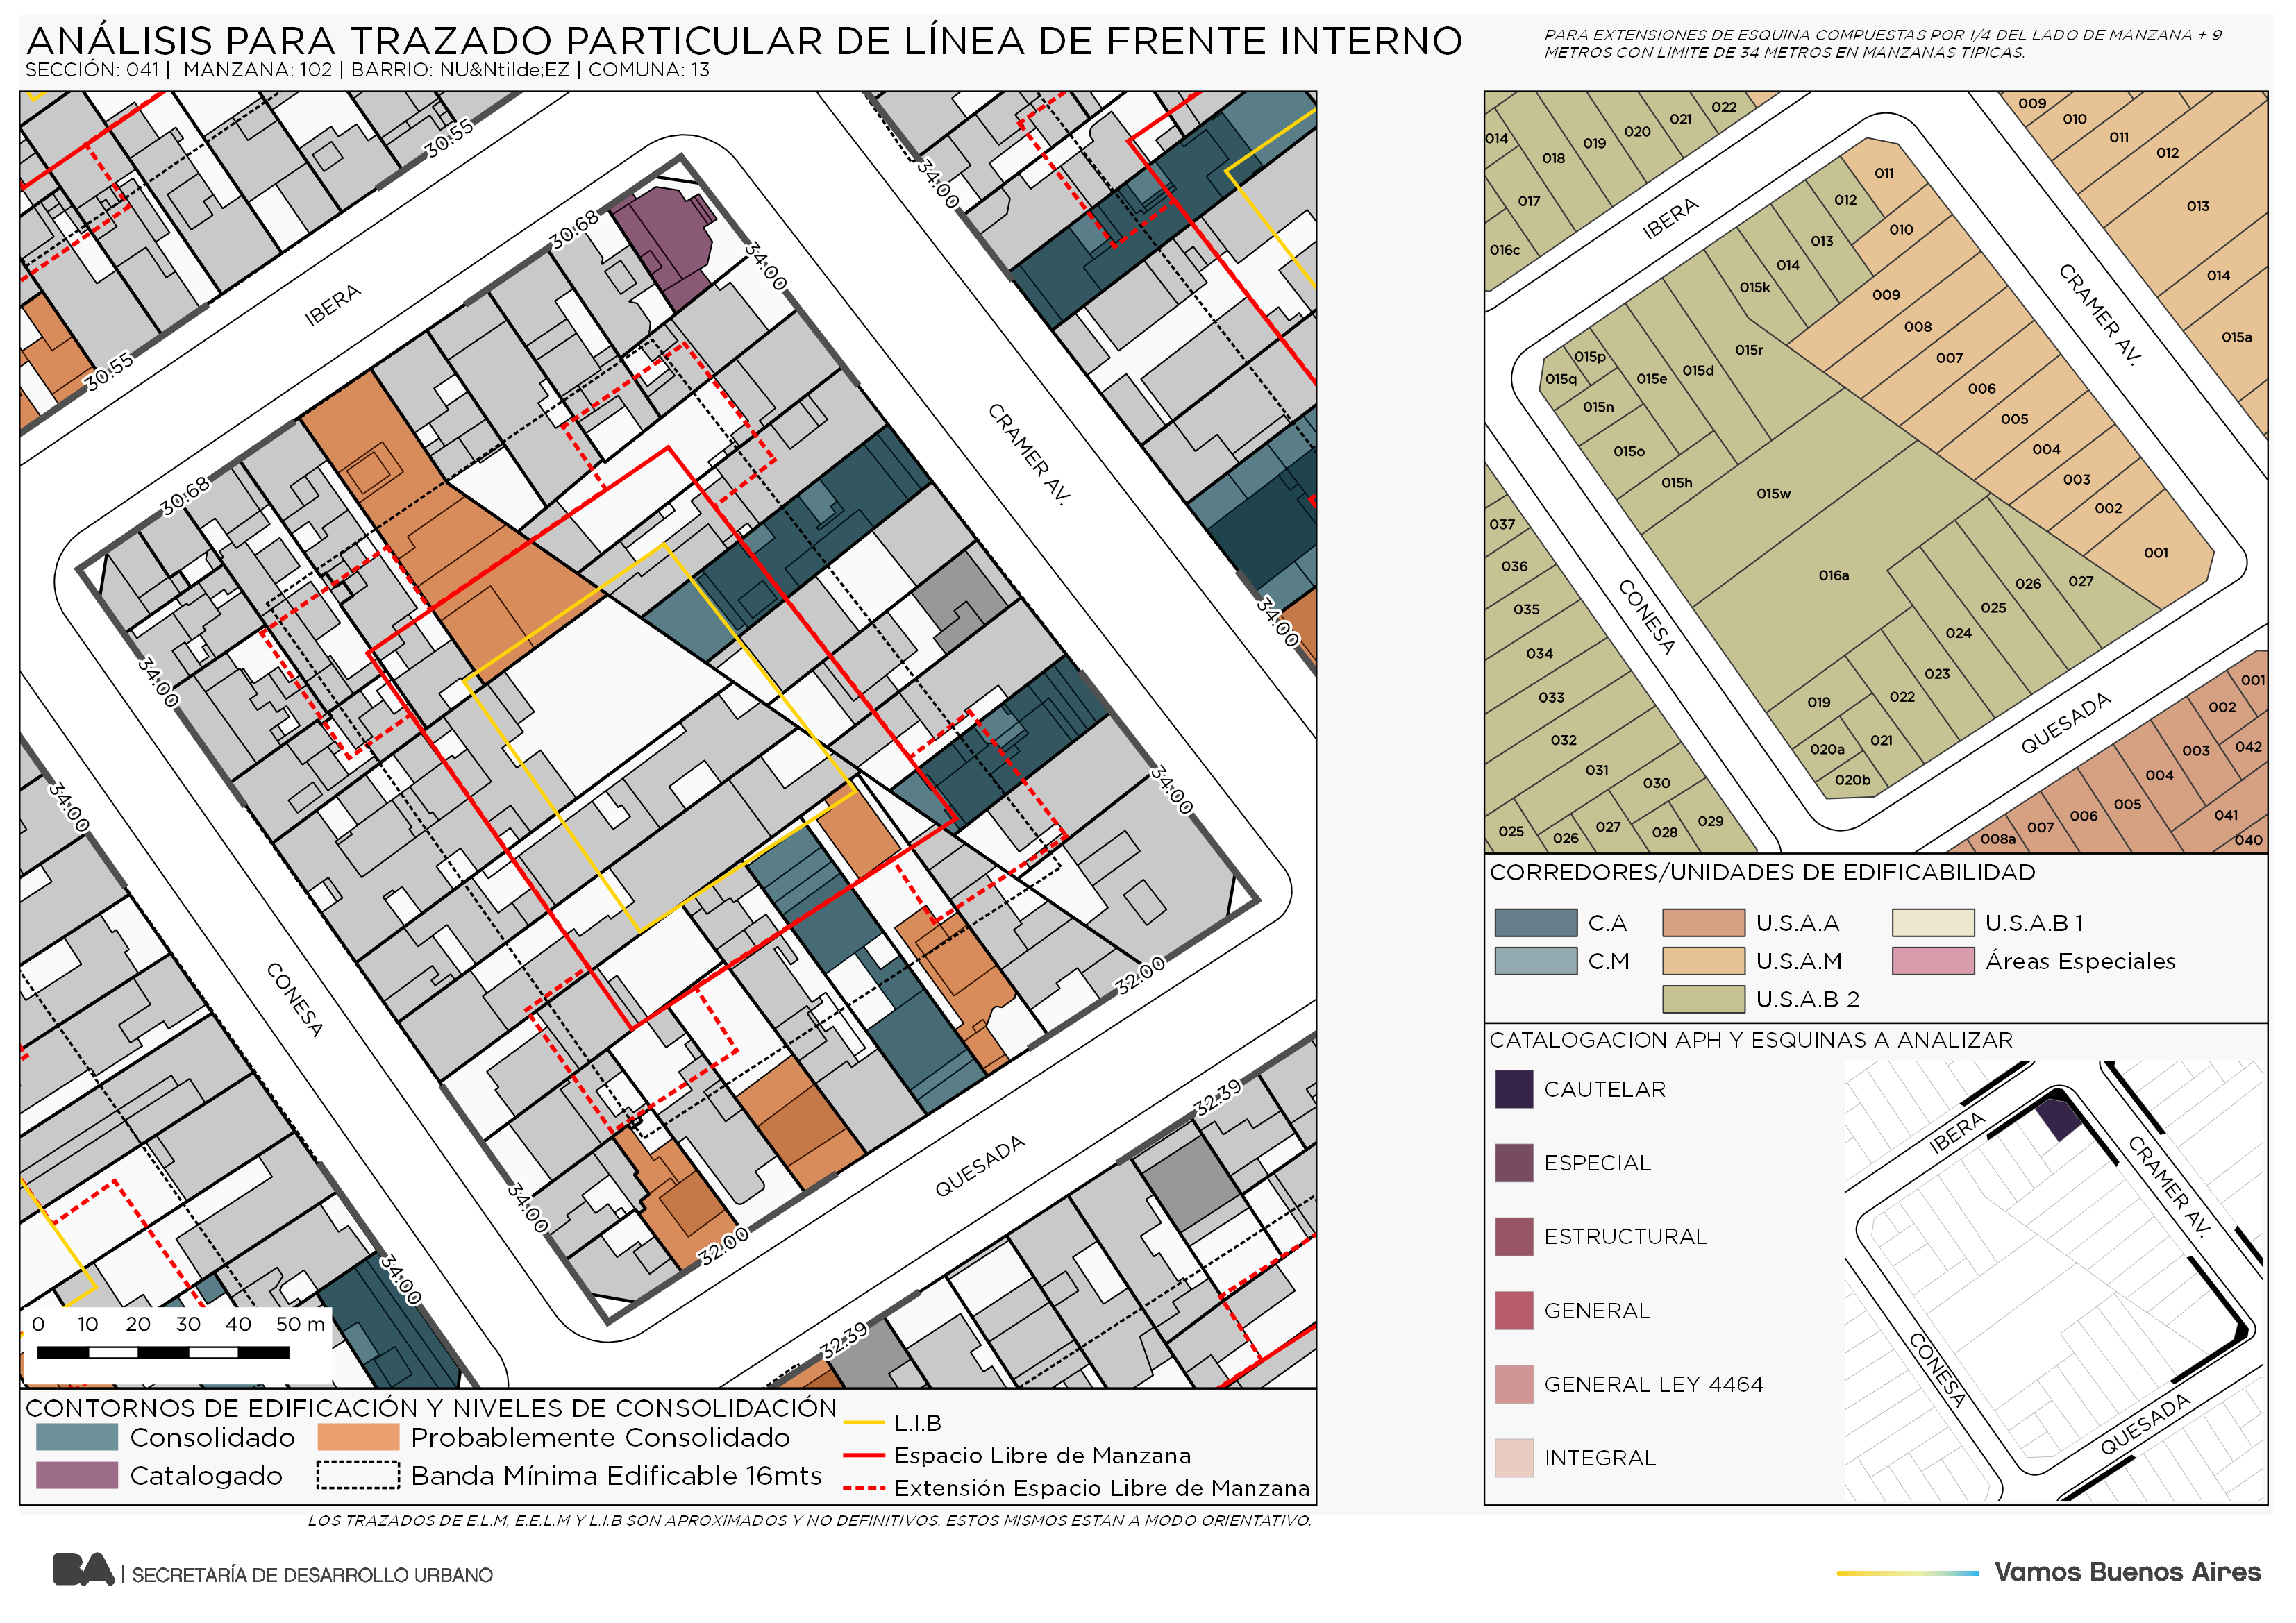 ANÁLISIS PARA TRAZADO PARTICULAR DE LÍNEA DE FRENTE INTERNO
SECCIÓN: 041 | MANZANA: 102 | BARRIO: NU&Ntilde;EZ | COMUNA: 13
PARA EXTENSIONES DE ESQUINA COMPUESTAS POR 1/4 DEL LADO DE MANZANA + 9
METROS CON LIMITE DE 34 METROS EN MANZANAS TIPICAS.
30.55
30.55
34.00
30.68
30.68
34.00
34.00
34.00
34.00
34.00
34.00
34.00
32.00
32.00
32.39
32.39
IBERA
CRAMER AV.
CONESA
QUESADA
0 10 20 30 40 50 m
CONTORNOS DE EDIFICACIÓN Y NIVELES DE CONSOLIDACIÓN
Consolidado
Probablemente Consolidado
Catalogado
Banda Mínima Edificable 16mts
L.I.B
Espacio Libre de Manzana
Extensión Espacio Libre de Manzana
LOS TRAZADOS DE E.L.M, E.E.L.M Y L.I.B SON APROXIMADOS Y NO DEFINITIVOS. ESTOS MISMOS ESTAN A MODO ORIENTATIVO.
014
018
019
020
021
022
017
016c
009
010
011
012
013
014
015a
IBERA
CRAMER AV.
CONESA
QUESADA
011
012
010
013
014
009
015k
008
015r
007
015p
015q
015e
015d
006
015n
005
015o
004
015h
015w
003
002
001
016a
027
026
025
024
023
019
022
020a
021
020b
037
036
035
034
033
032
031
030
025
026
027
028
029
001
002
003
042
004
005
041
006
007
008a
040
CORREDORES/UNIDADES DE EDIFICABILIDAD
C.A
U.S.A.A
U.S.A.B 1
C.M
U.S.A.M
Áreas Especiales
U.S.A.B 2
CATALOGACION APH Y ESQUINAS A ANALIZAR
CAUTELAR
ESPECIAL
ESTRUCTURAL
GENERAL
GENERAL LEY 4464
INTEGRAL
IBERA
CRAMER AV.
CONESA
QUESADA
BA | SECRETARÍA DE DESARROLLO URBANO
Vamos Buenos Aires